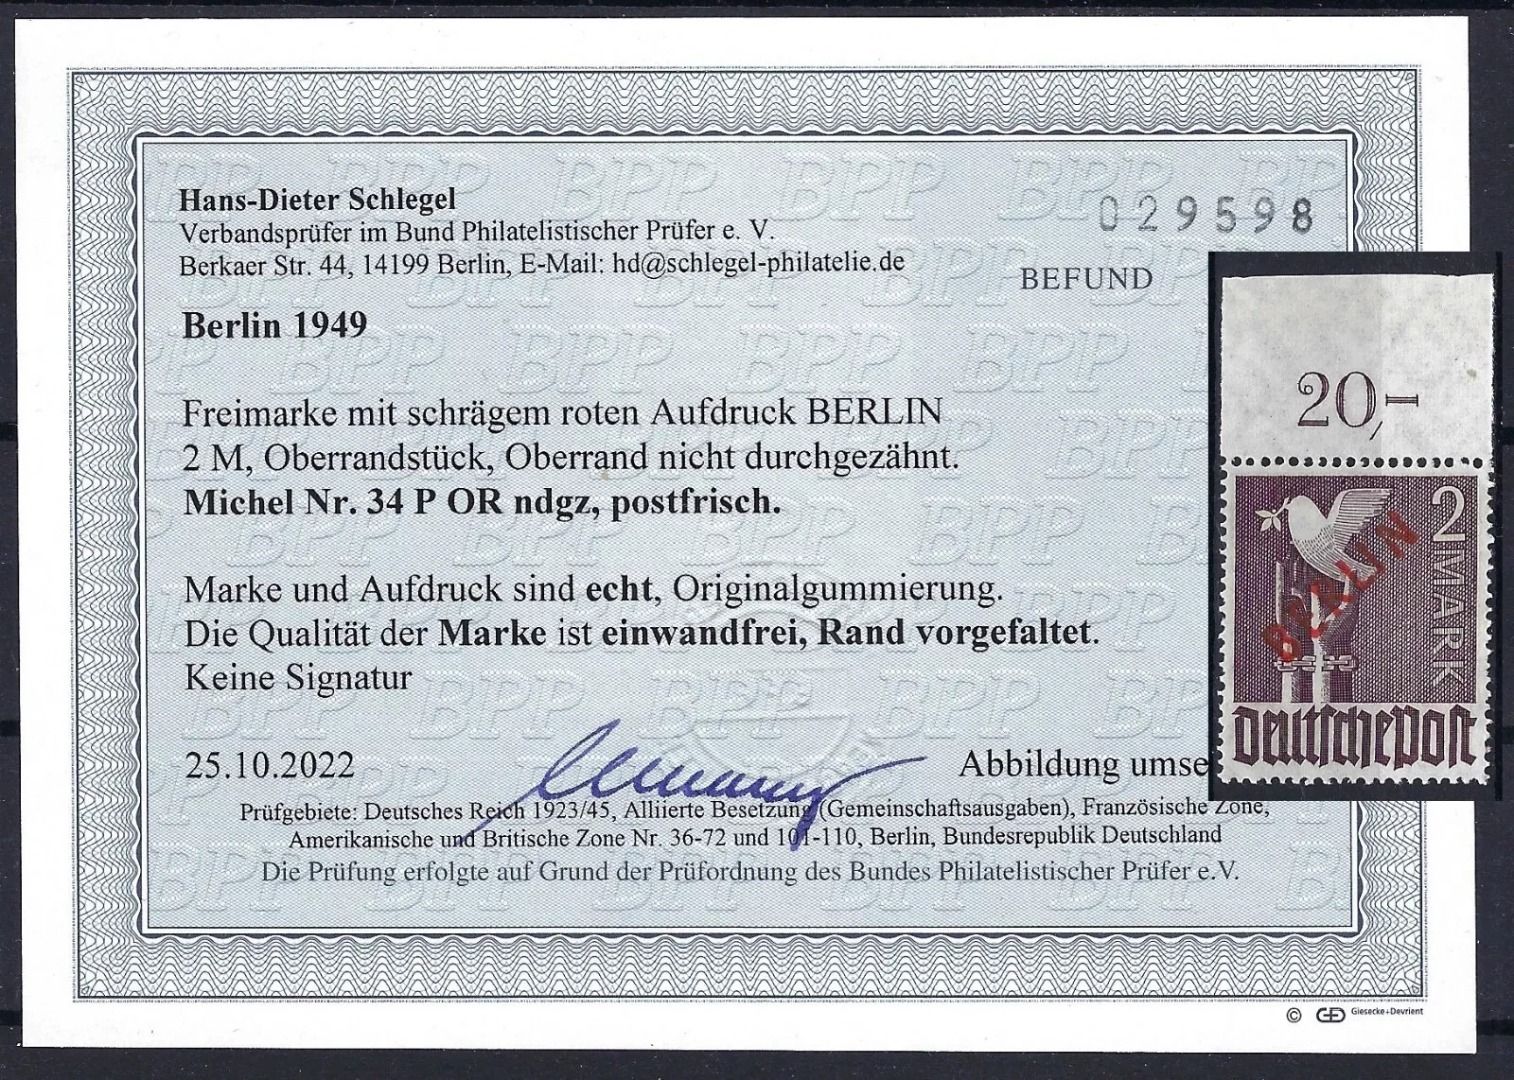 Hans-Dieter Schlegel
Verbandsprüfer im Bund Philatelistischer Prüfer e. V.
Berkaer Str. 44, 14199 Berlin, E-Mail: hd@schlegel-philatelie.de
029598
BEFUND
Berlin 1949
Freimarke mit schrägem roten Aufdruck BERLIN
2 M, Oberrandstück, Oberrand nicht durchgezähnt.
Michel Nr. 34 P OR ndgz, postfrisch.
Marke und Aufdruck sind echt, Originalgummierung.
Die Qualität der Marke ist einwandfrei, Rand vorgefaltet.
Keine Signatur
25.10.2022
Abbildung umse
Prüfgebiete: Deutsches Reich 1923/45, Alliierte Besetzung (Gemeinschaftsausgaben), Französische Zone,
Amerikanische und Britische Zone Nr. 36-72 und 101-110, Berlin, Bundesrepublik Deutschland
Die Prüfung erfolgte auf Grund der Prüfordnung des Bundes Philatelistischer Prüfer e.V.
© Giesecke+Devrient
20,-
2 MARK
BERLIN
Deutsche Post